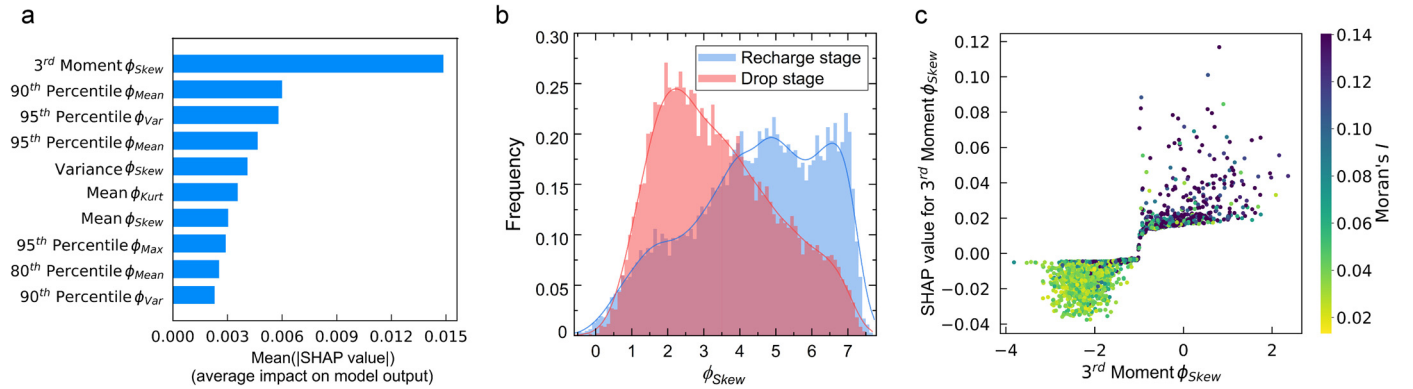 a
3rd Moment ϕSkew
90th Percentile ϕMean
95th Percentile ϕVar
95th Percentile ϕMean
Variance ϕSkew
Mean ϕKurt
Mean ϕSkew
95th Percentile ϕMax
80th Percentile ϕMean
90th Percentile ϕVar
0.000 0.003 0.006 0.009 0.012 0.015
Mean(|SHAP value|)
(average impact on model output)
b
Frequency
0.30
0.25
0.20
0.15
0.10
0.05
0
Recharge stage
Drop stage
0 1 2 3 4 5 6 7
ϕSkew
c
SHAP value for 3rd Moment ϕSkew
0.12
0.10
0.08
0.06
0.04
0.02
0.00
−0.02
−0.04
−4 −2 0 2
3rd Moment ϕSkew
0.14
0.12
0.10
0.08
0.06
0.04
0.02
Moran's I